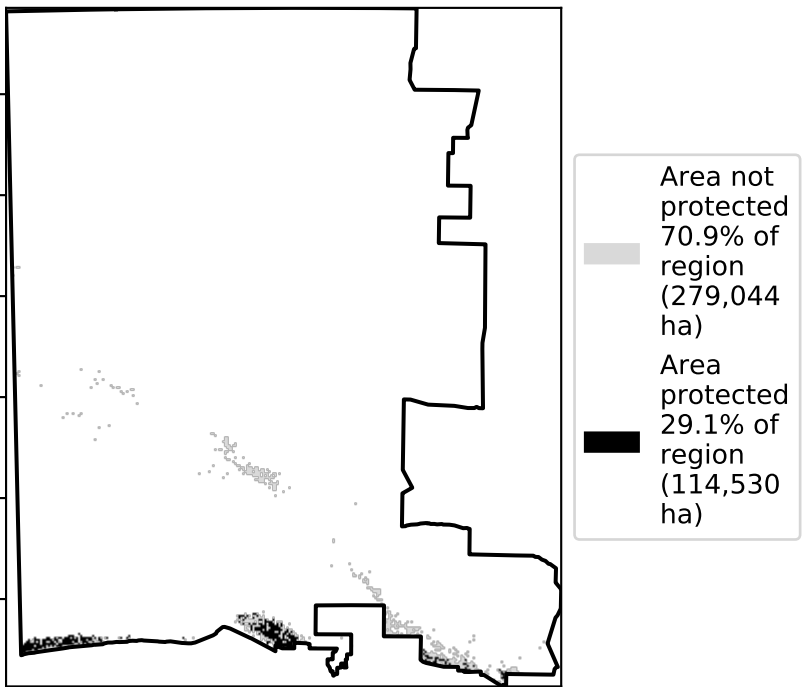 Area not
protected
70.9% of
region
(279,044
ha)
Area
protected
29.1% of
region
(114,530
ha)